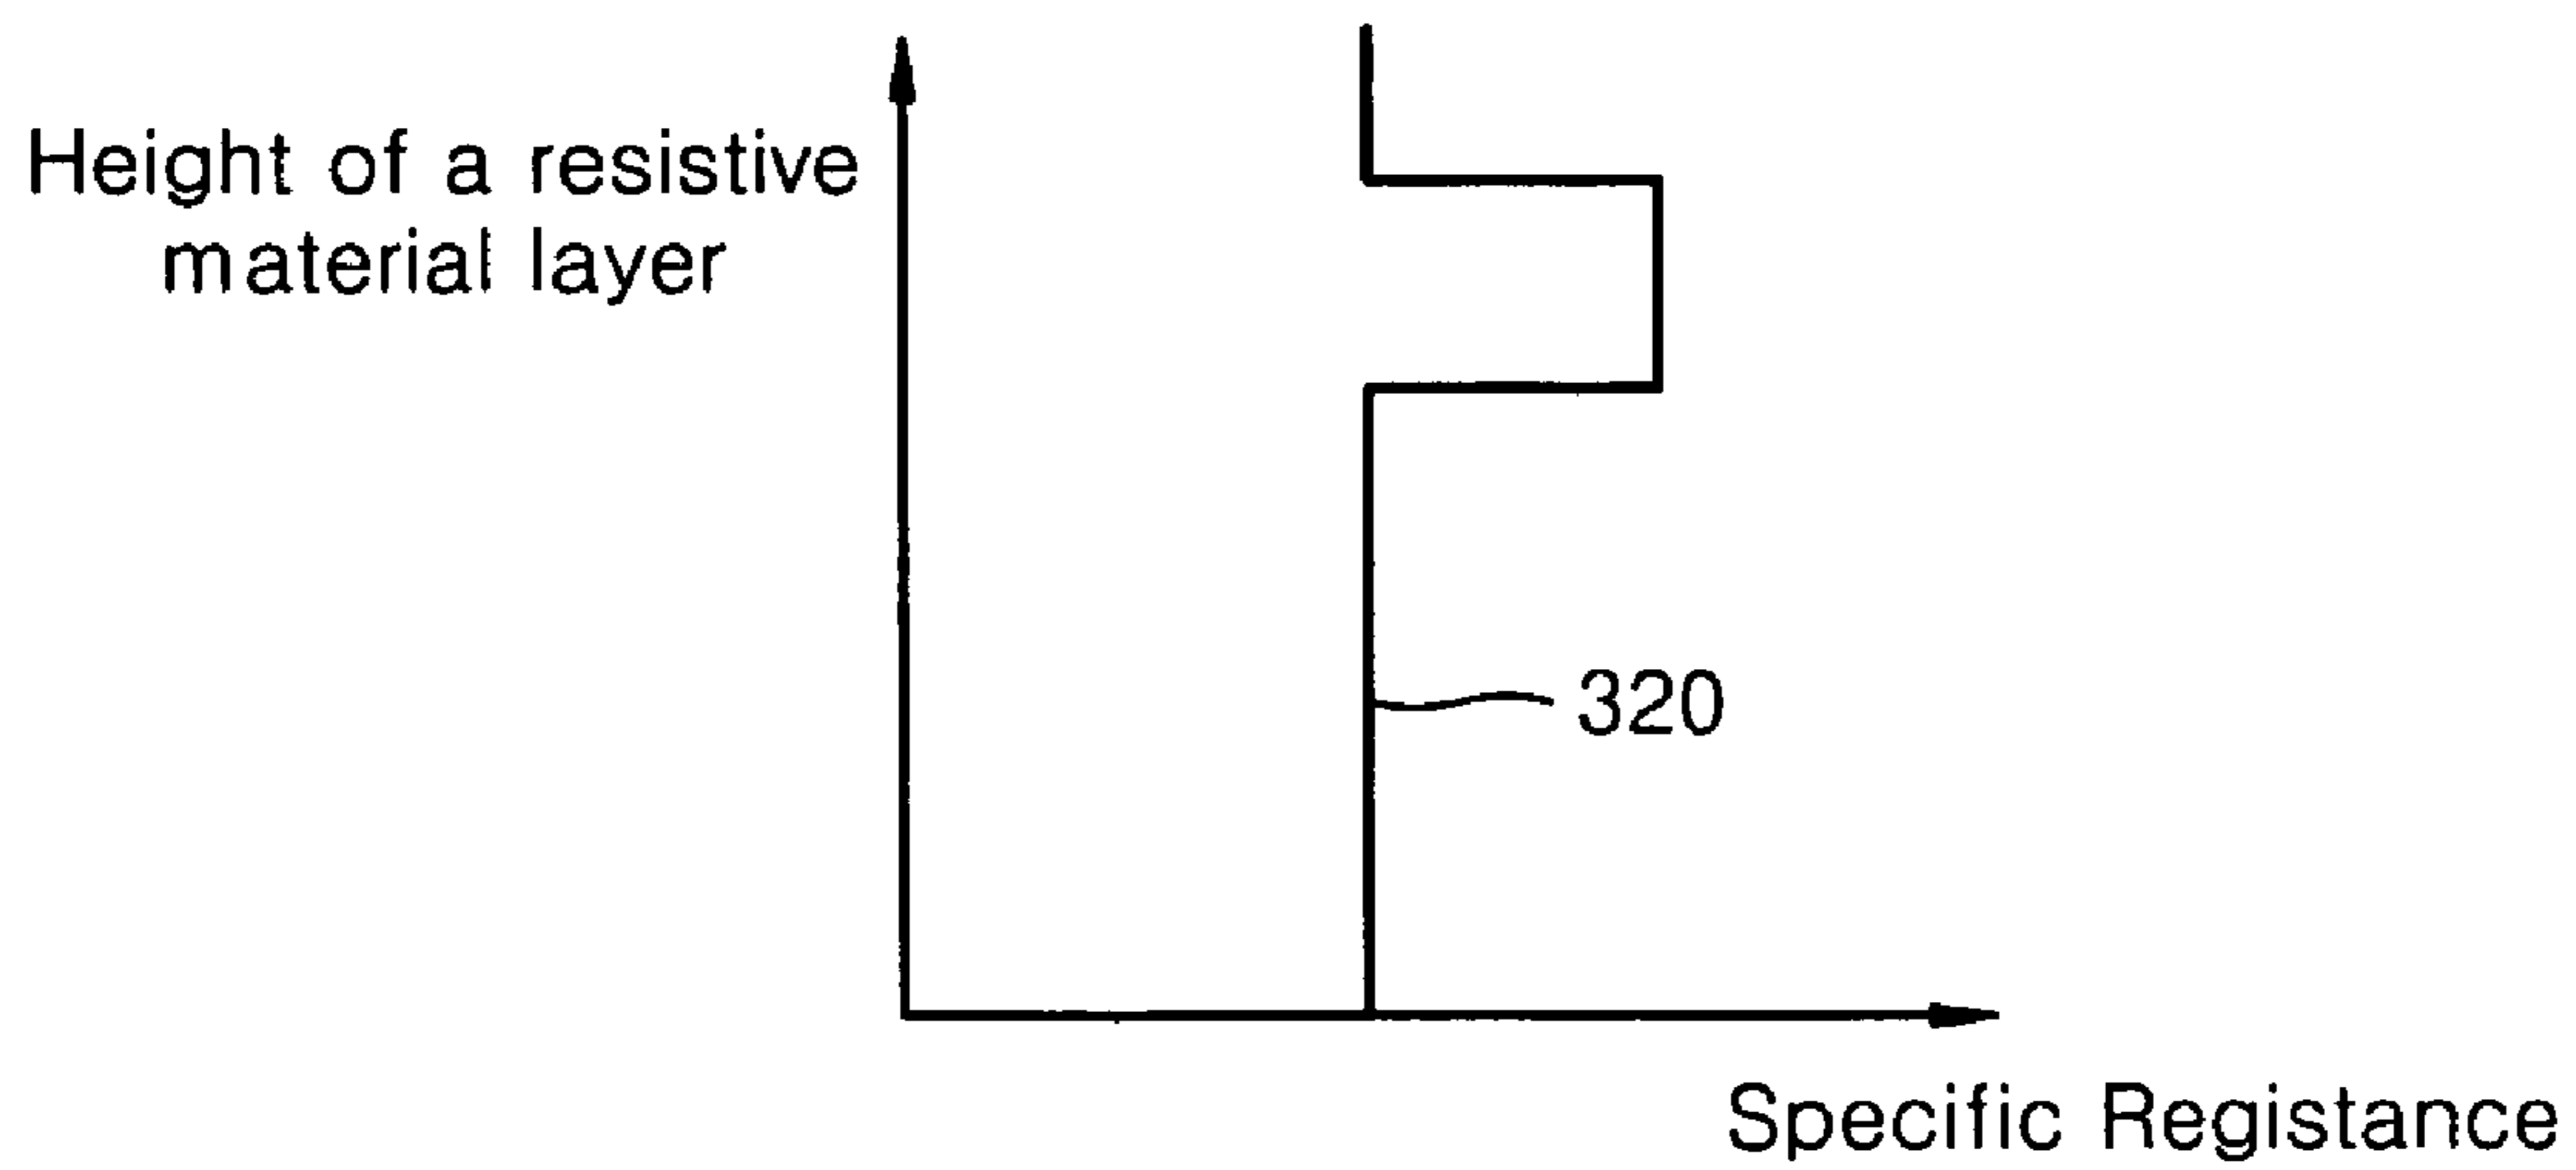 Height of a resistive
material layer
320
Specific Registance